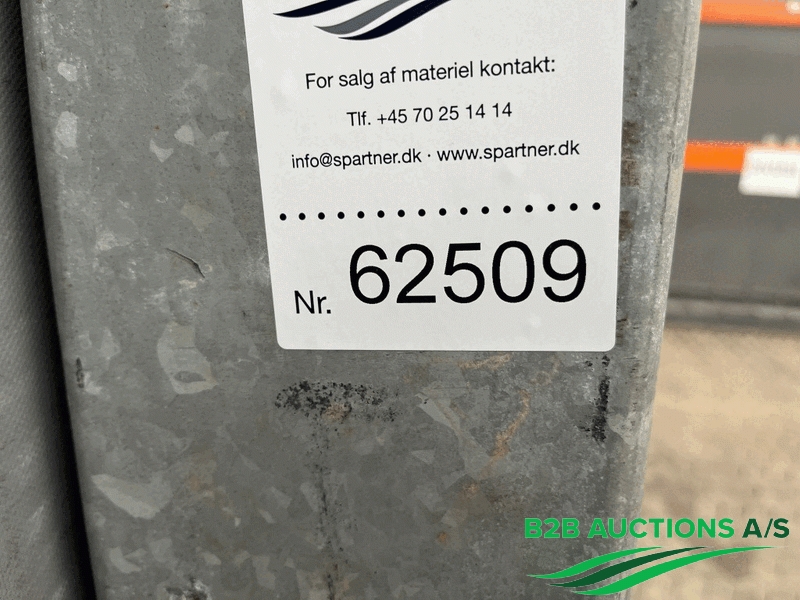 For salg af materiel kontakt:
Tlf. +45 70 25 14 14
info@spartner.dk · www.spartner.dk
Nr. 62509
B2B AUCTIONS A/S